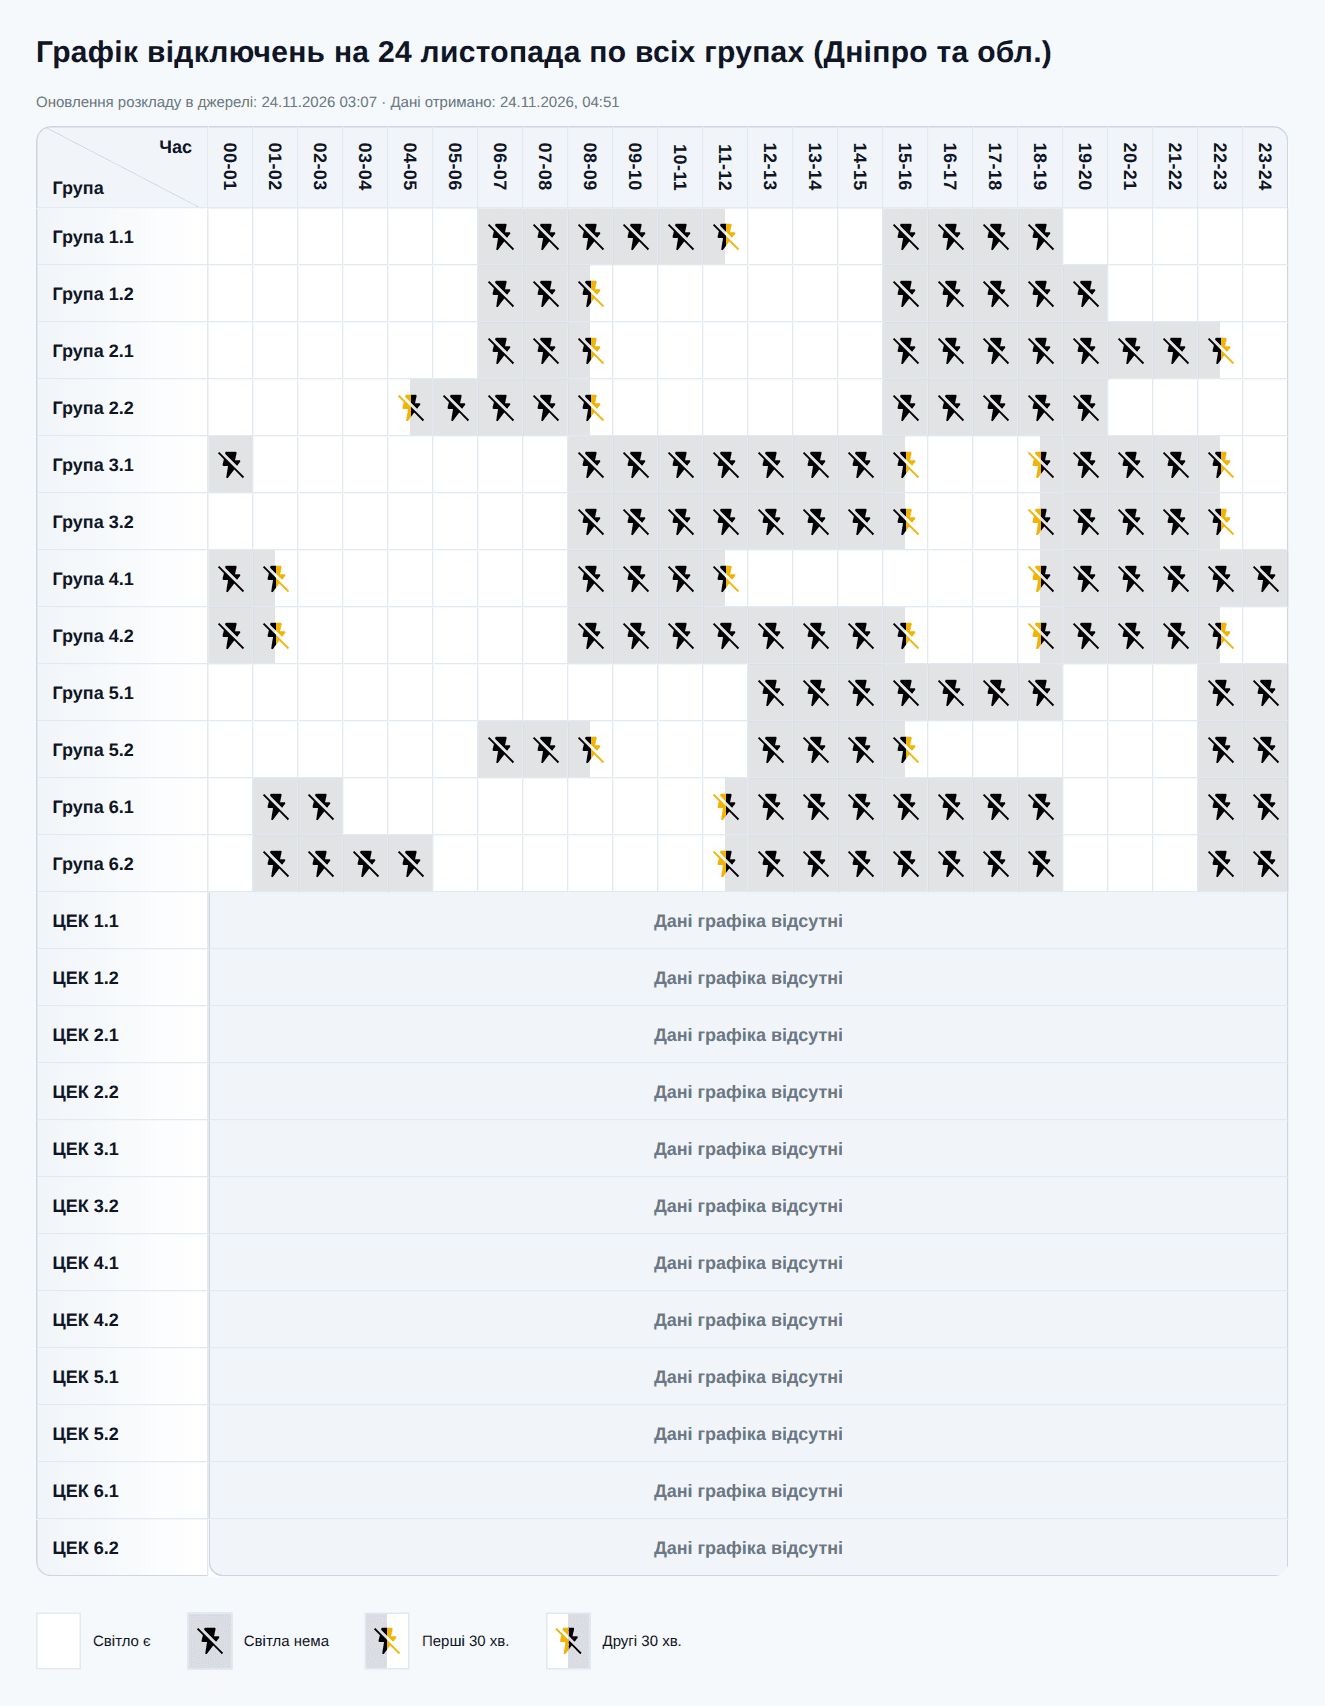 Графік відключень на 24 листопада по всіх групах (Дніпро та обл.)
Оновлення розкладу в джерелі: 24.11.2026 03:07 · Дані отримано: 24.11.2026, 04:51
Час
Група
00-01 01-02 02-03 03-04 04-05 05-06 06-07 07-08 08-09 09-10 10-11 11-12 12-13 13-14 14-15 15-16 16-17 17-18 18-19 19-20 20-21 21-22 22-23 23-24
Група 1.1
Група 1.2
Група 2.1
Група 2.2
Група 3.1
Група 3.2
Група 4.1
Група 4.2
Група 5.1
Група 5.2
Група 6.1
Група 6.2
ЦЕК 1.1 Дані графіка відсутні
ЦЕК 1.2 Дані графіка відсутні
ЦЕК 2.1 Дані графіка відсутні
ЦЕК 2.2 Дані графіка відсутні
ЦЕК 3.1 Дані графіка відсутні
ЦЕК 3.2 Дані графіка відсутні
ЦЕК 4.1 Дані графіка відсутні
ЦЕК 4.2 Дані графіка відсутні
ЦЕК 5.1 Дані графіка відсутні
ЦЕК 5.2 Дані графіка відсутні
ЦЕК 6.1 Дані графіка відсутні
ЦЕК 6.2 Дані графіка відсутні
Світло є Світла нема Перші 30 хв. Другі 30 хв.